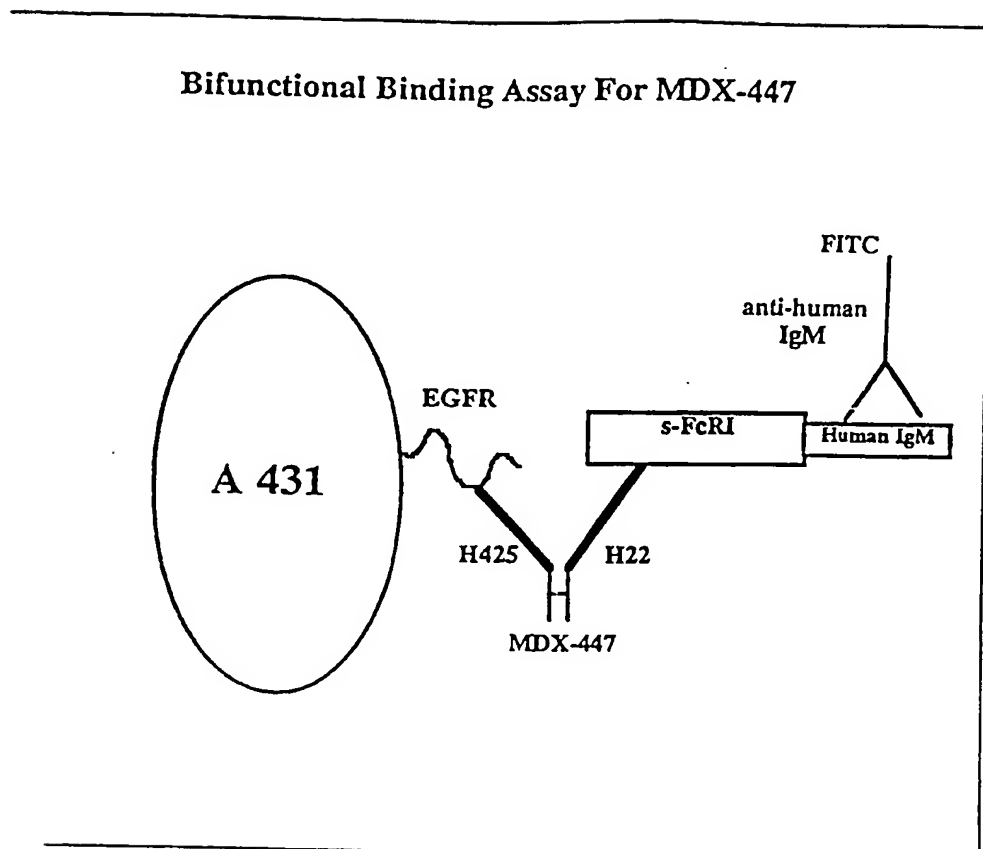 Bifunctional Binding Assay For MDX-447
FITC
anti-human
IgM
EGFR
s-FcRI
Human IgM
A 431
H425
H22
MDX-447